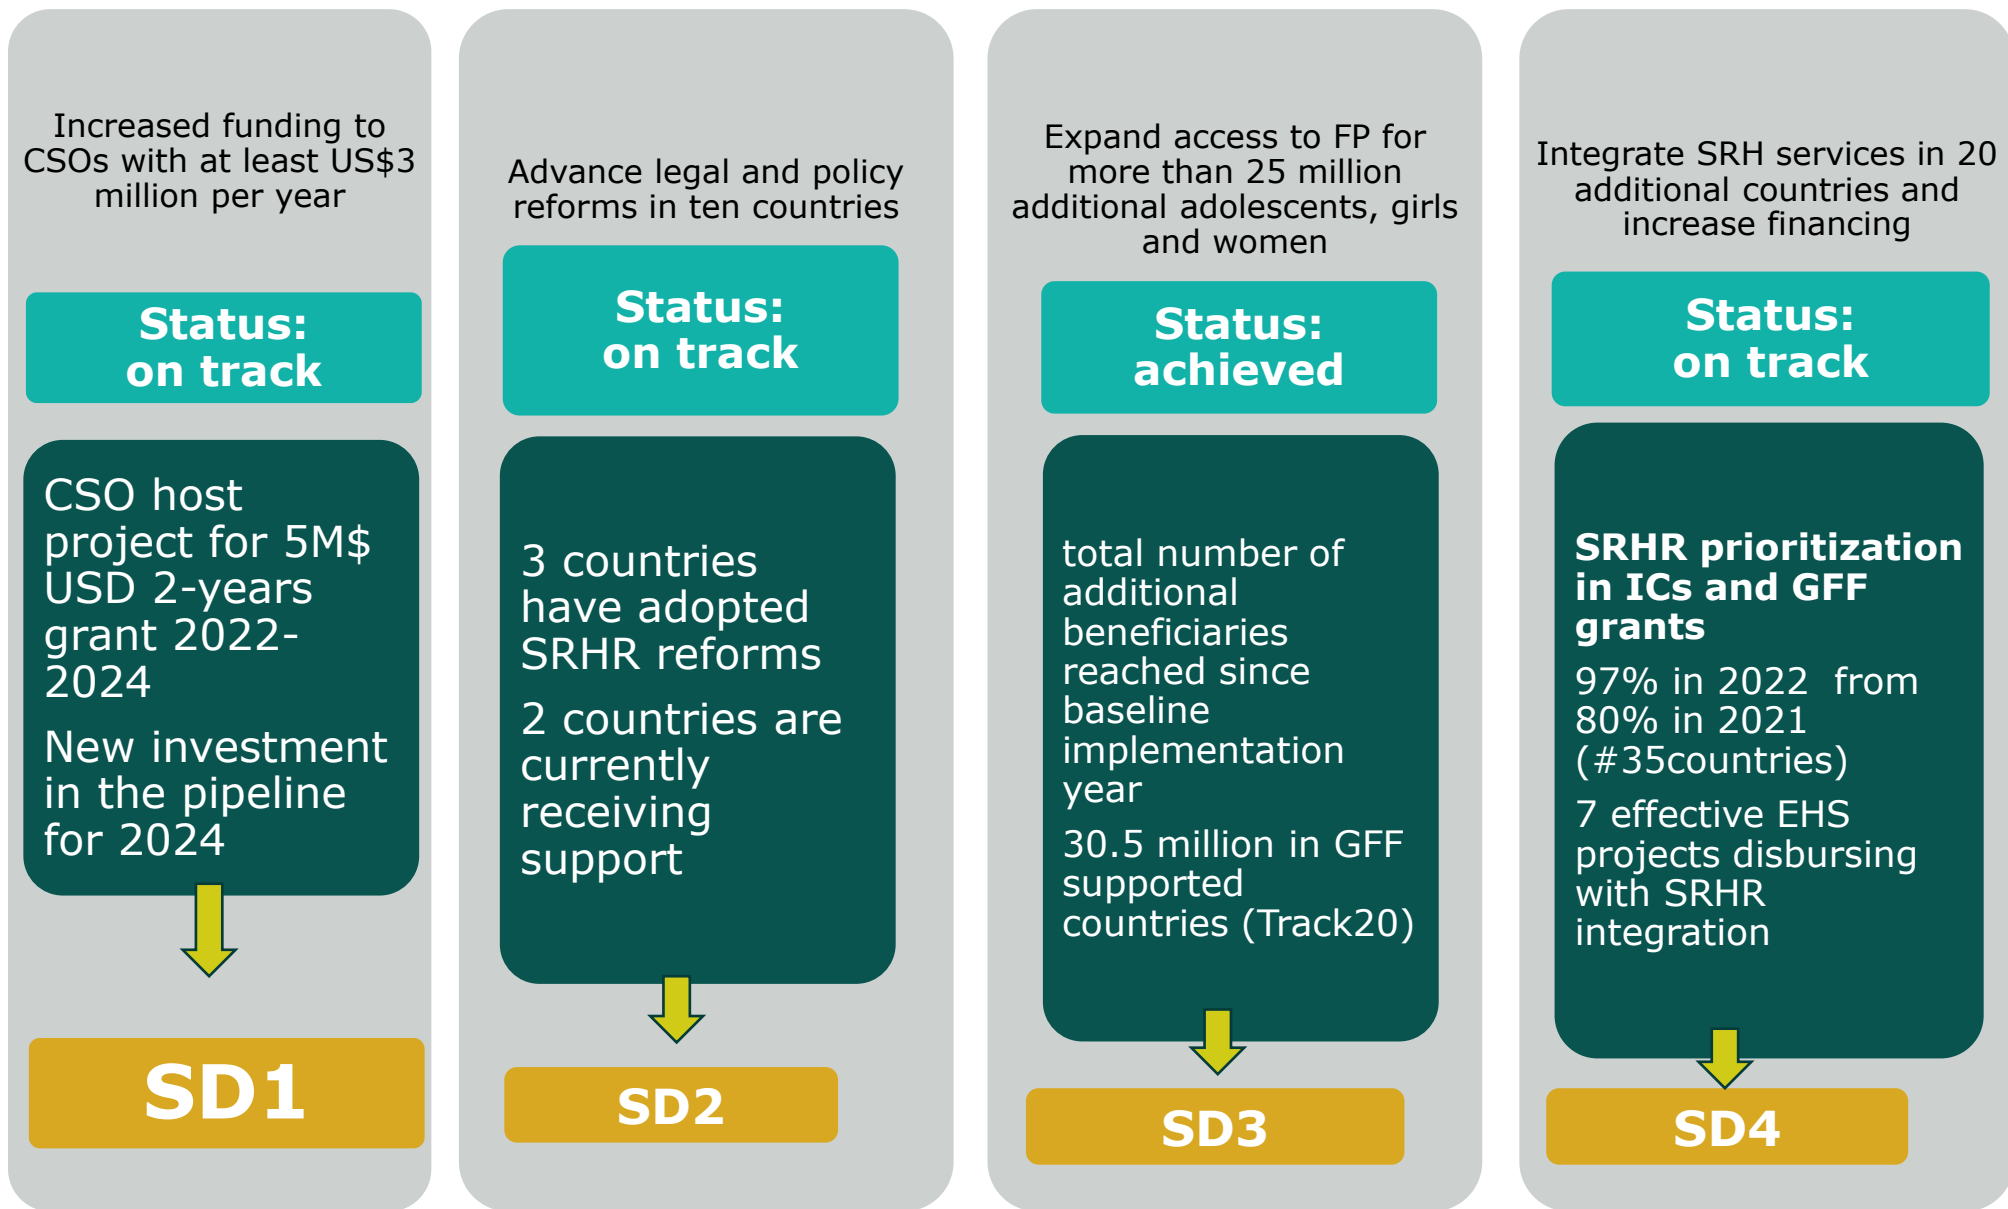 Increased funding to
CSOs with at least US$3
million per year
Status:
on track
CSO host
project for 5M$
USD 2-years
grant 2022-
2024
New investment
in the pipeline
for 2024
SD1
Advance legal and policy
reforms in ten countries
Status:
on track
3 countries
have adopted
SRHR reforms
2 countries are
currently
receiving
support
SD2
Expand access to FP for
more than 25 million
additional adolescents, girls
and women
Status:
achieved
total number of
additional
beneficiaries
reached since
baseline
implementation
year
30.5 million in GFF
supported
countries (Track20)
SD3
Integrate SRH services in 20
additional countries and
increase financing
Status:
on track
SRHR prioritization
in ICs and GFF
grants
97% in 2022  from
80% in 2021
(#35countries)
7 effective EHS
projects disbursing
with SRHR
integration
SD4